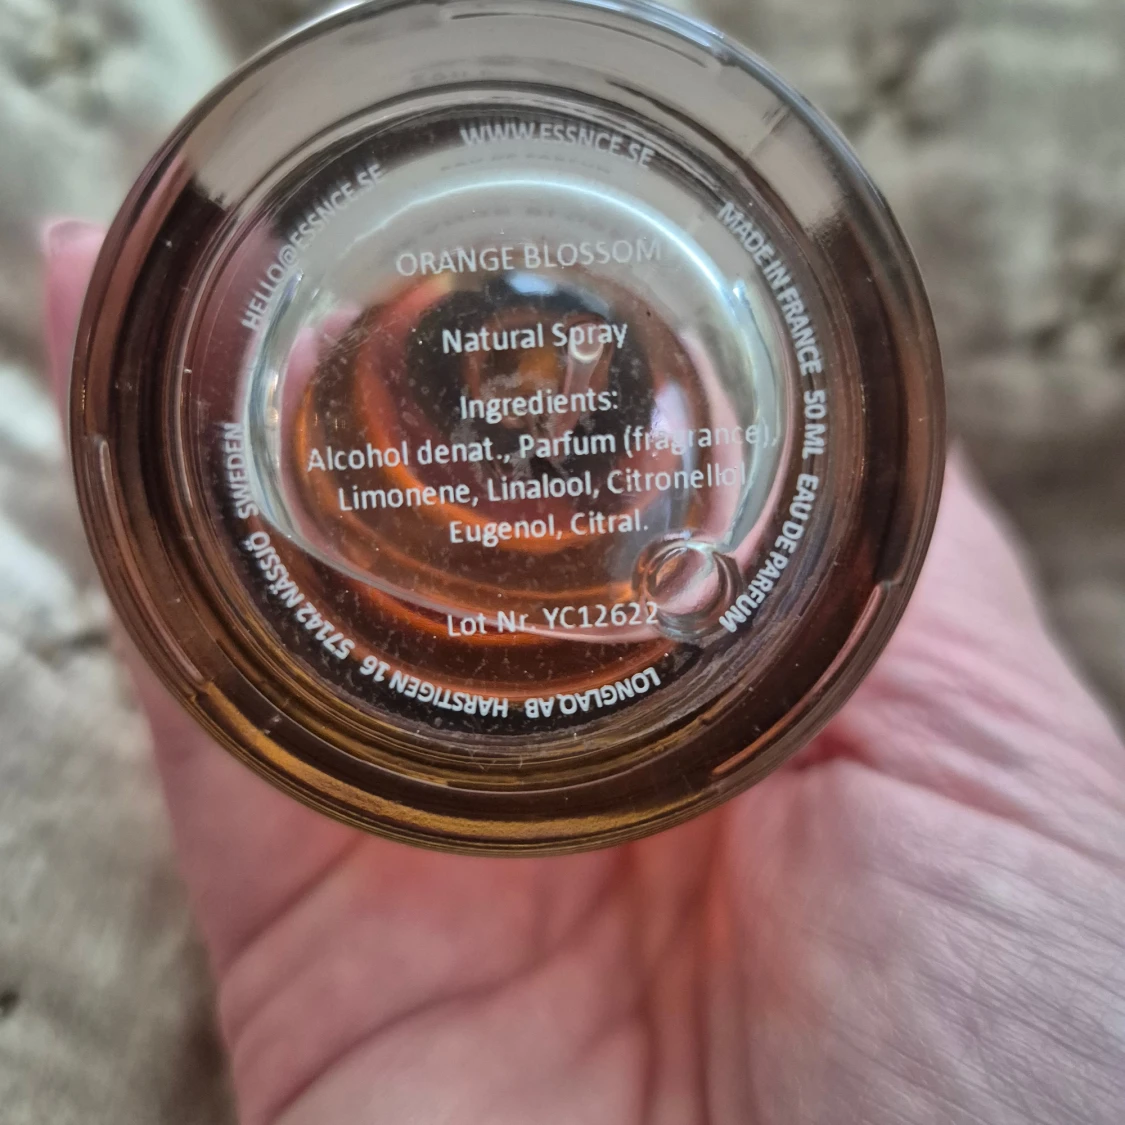 WWW.ESSNCE.SE
HELLO@ESSNCE.SE
MADE IN FRANCE 50 ML EAU DE PARFUM
ORANGE BLOSSOM
Natural Spray
Ingredients:
Alcohol denat., Parfum (fragrance),
Limonene, Linalool, Citronellol,
Eugenol, Citral.
Lot Nr. YC12622
LONGLAQ AB HARSTIGEN 16 57142 NÄSSJÖ SWEDEN